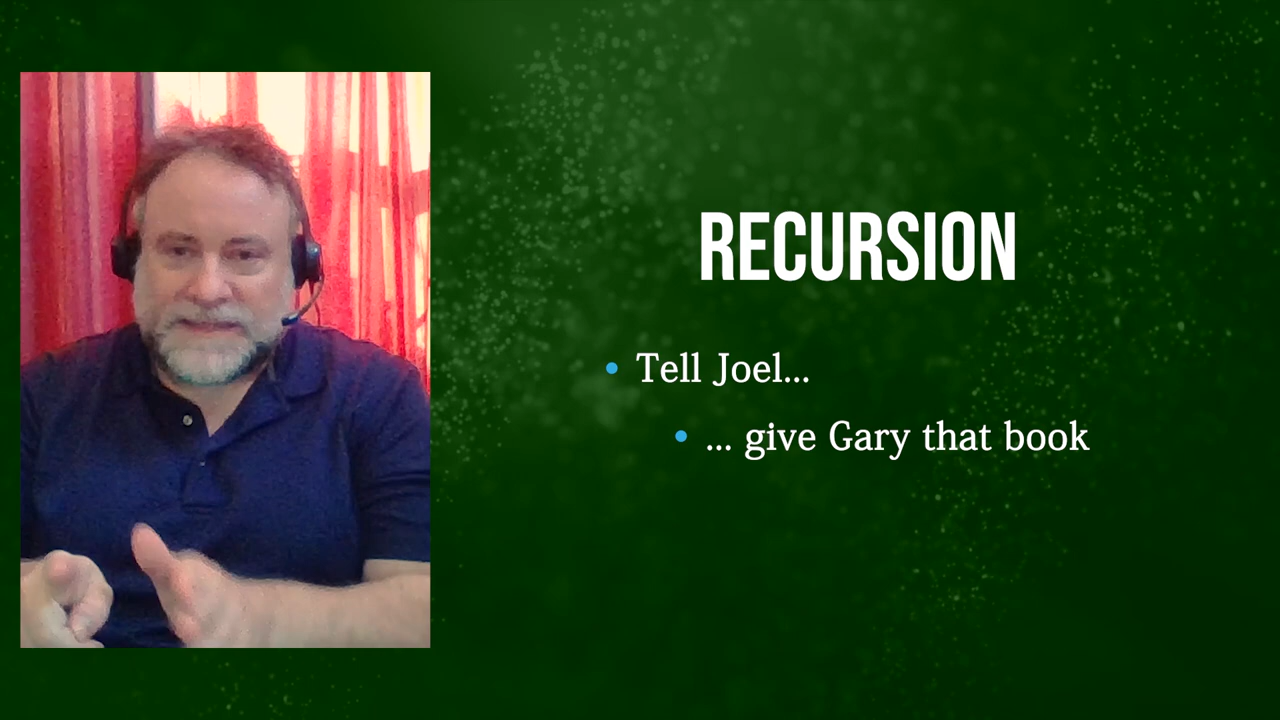 RECURSION
• Tell Joel...
• ... give Gary that book